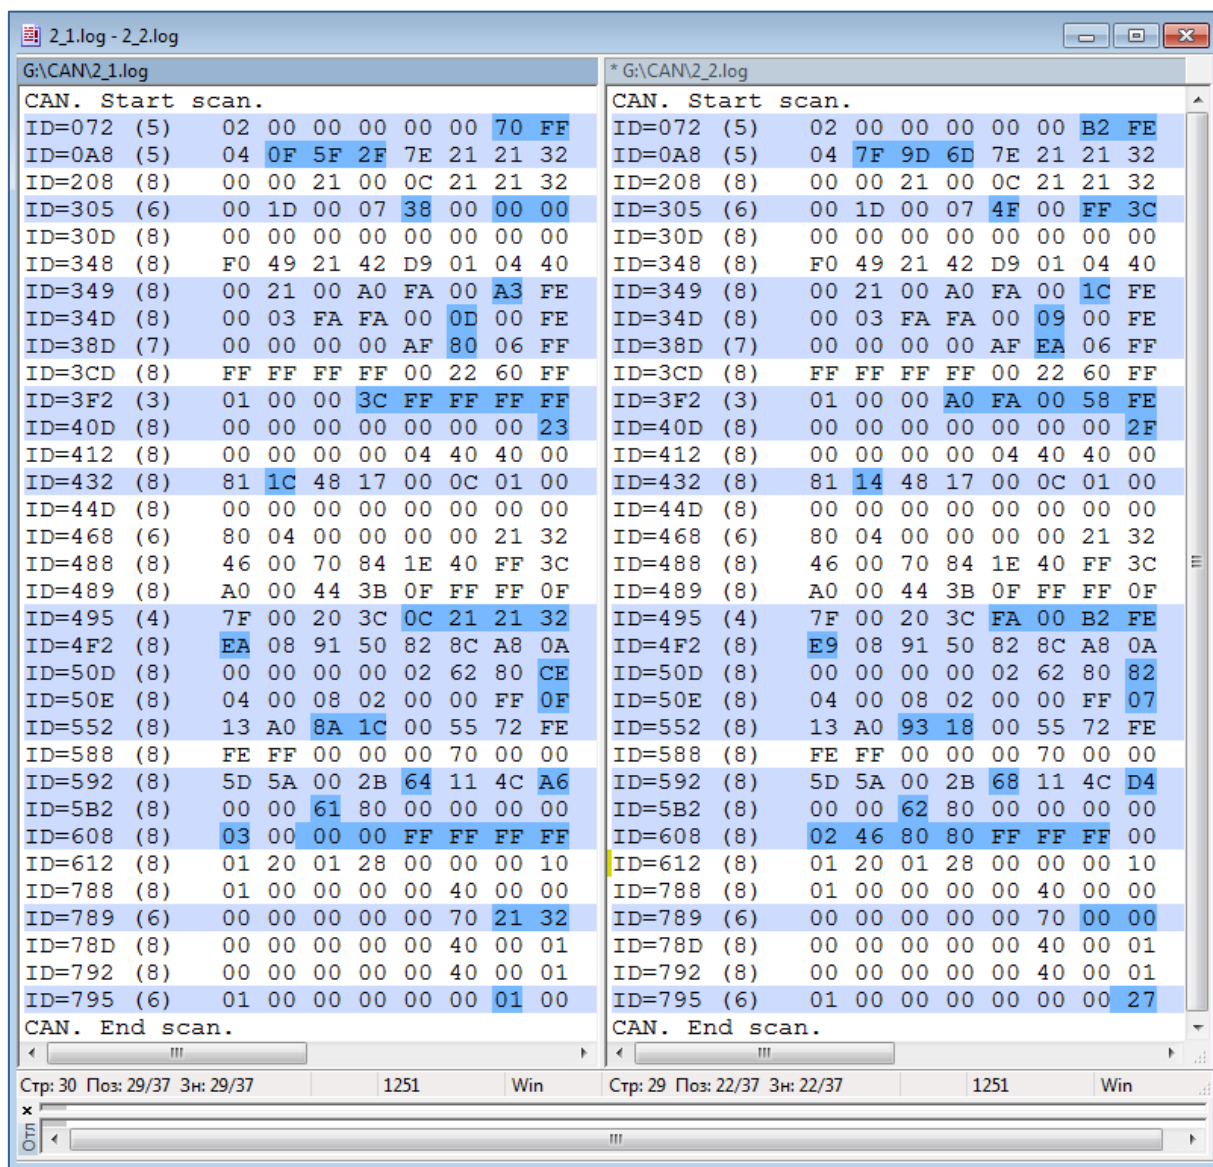 2_1.log - 2_2.log
G:\CAN\2_1.log
CAN. Start scan.
ID=072 (5) 02 00 00 00 00 00 70 FF
ID=0A8 (5) 04 0F 5F 2F 7E 21 21 32
ID=208 (8) 00 00 21 00 0C 21 21 32
ID=305 (6) 00 1D 00 07 38 00 00 00
ID=30D (8) 00 00 00 00 00 00 00 00
ID=348 (8) F0 49 21 42 D9 01 04 40
ID=349 (8) 00 21 00 A0 FA 00 A3 FE
ID=34D (8) 00 03 FA FA 00 0D 00 FE
ID=38D (7) 00 00 00 00 AF 80 06 FF
ID=3CD (8) FF FF FF FF 00 22 60 FF
ID=3F2 (3) 01 00 00 3C FF FF FF FF
ID=40D (8) 00 00 00 00 00 00 00 23
ID=412 (8) 00 00 00 00 04 40 40 00
ID=432 (8) 81 1C 48 17 00 0C 01 00
ID=44D (8) 00 00 00 00 00 00 00 00
ID=468 (6) 80 04 00 00 00 00 21 32
ID=488 (8) 46 00 70 84 1E 40 FF 3C
ID=489 (8) A0 00 44 3B 0F FF FF 0F
ID=495 (4) 7F 00 20 3C 0C 21 21 32
ID=4F2 (8) EA 08 91 50 82 8C A8 0A
ID=50D (8) 00 00 00 00 02 62 80 CE
ID=50E (8) 04 00 08 02 00 00 FF 0F
ID=552 (8) 13 A0 8A 1C 00 55 72 FE
ID=588 (8) FE FF 00 00 00 70 00 00
ID=592 (8) 5D 5A 00 2B 64 11 4C A6
ID=5B2 (8) 00 00 61 80 00 00 00 00
ID=608 (8) 03 00 00 00 FF FF FF FF
ID=612 (8) 01 20 01 28 00 00 00 10
ID=788 (8) 01 00 00 00 00 40 00 00
ID=789 (6) 00 00 00 00 00 70 21 32
ID=78D (8) 00 00 00 00 00 40 00 01
ID=792 (8) 00 00 00 00 00 40 00 01
ID=795 (6) 01 00 00 00 00 00 01 00
CAN. End scan.
Стр: 30 Поз: 29/37 Зн: 29/37 1251 Win
* G:\CAN\2_2.log
CAN. Start scan.
ID=072 (5) 02 00 00 00 00 00 B2 FE
ID=0A8 (5) 04 7F 9D 6D 7E 21 21 32
ID=208 (8) 00 00 21 00 0C 21 21 32
ID=305 (6) 00 1D 00 07 4F 00 FF 3C
ID=30D (8) 00 00 00 00 00 00 00 00
ID=348 (8) F0 49 21 42 D9 01 04 40
ID=349 (8) 00 21 00 A0 FA 00 1C FE
ID=34D (8) 00 03 FA FA 00 09 00 FE
ID=38D (7) 00 00 00 00 AF EA 06 FF
ID=3CD (8) FF FF FF FF 00 22 60 FF
ID=3F2 (3) 01 00 00 A0 FA 00 58 FE
ID=40D (8) 00 00 00 00 00 00 00 2F
ID=412 (8) 00 00 00 00 04 40 40 00
ID=432 (8) 81 14 48 17 00 0C 01 00
ID=44D (8) 00 00 00 00 00 00 00 00
ID=468 (6) 80 04 00 00 00 00 21 32
ID=488 (8) 46 00 70 84 1E 40 FF 3C
ID=489 (8) A0 00 44 3B 0F FF FF 0F
ID=495 (4) 7F 00 20 3C FA 00 B2 FE
ID=4F2 (8) E9 08 91 50 82 8C A8 0A
ID=50D (8) 00 00 00 00 02 62 80 82
ID=50E (8) 04 00 08 02 00 00 FF 07
ID=552 (8) 13 A0 93 18 00 55 72 FE
ID=588 (8) FE FF 00 00 00 70 00 00
ID=592 (8) 5D 5A 00 2B 68 11 4C D4
ID=5B2 (8) 00 00 62 80 00 00 00 00
ID=608 (8) 02 46 80 80 FF FF FF 00
ID=612 (8) 01 20 01 28 00 00 00 10
ID=788 (8) 01 00 00 00 00 40 00 00
ID=789 (6) 00 00 00 00 00 70 00 00
ID=78D (8) 00 00 00 00 00 40 00 01
ID=792 (8) 00 00 00 00 00 40 00 01
ID=795 (6) 01 00 00 00 00 00 00 27
CAN. End scan.
Стр: 29 Поз: 22/37 Зн: 22/37 1251 Win
Отл